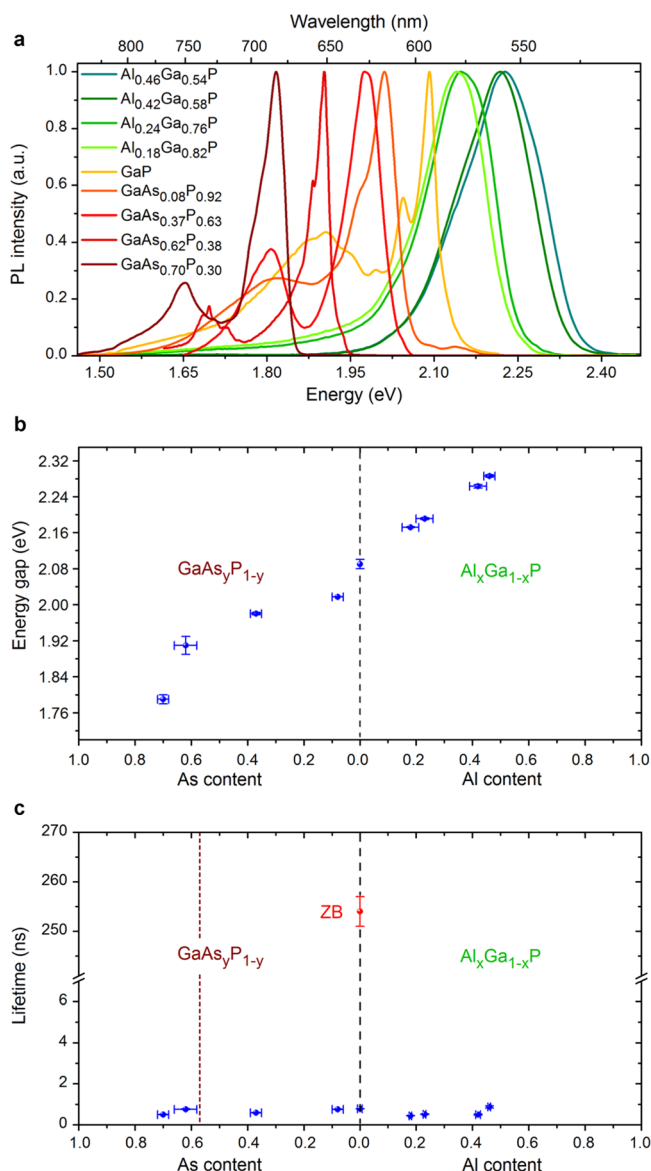 Wavelength (nm)
a
800 750 700 650 600 550
Al0.46Ga0.54P
Al0.42Ga0.58P
Al0.24Ga0.76P
Al0.18Ga0.82P
GaP
GaAs0.08P0.92
GaAs0.37P0.63
GaAs0.62P0.38
GaAs0.70P0.30
PL intensity (a.u.)
1.0
0.8
0.6
0.4
0.2
0.0
1.50 1.65 1.80 1.95 2.10 2.25 2.40
Energy (eV)
b
Energy gap (eV)
2.32
2.24
2.16
2.08
2.00
1.92
1.84
1.76
GaAsyP1-y
AlxGa1-xP
1.0 0.8 0.6 0.4 0.2 0.0 0.2 0.4 0.6 0.8 1.0
As content Al content
c
Lifetime (ns)
270
260
250
6
4
2
0
ZB
GaAsyP1-y
AlxGa1-xP
1.0 0.8 0.6 0.4 0.2 0.0 0.2 0.4 0.6 0.8 1.0
As content Al content